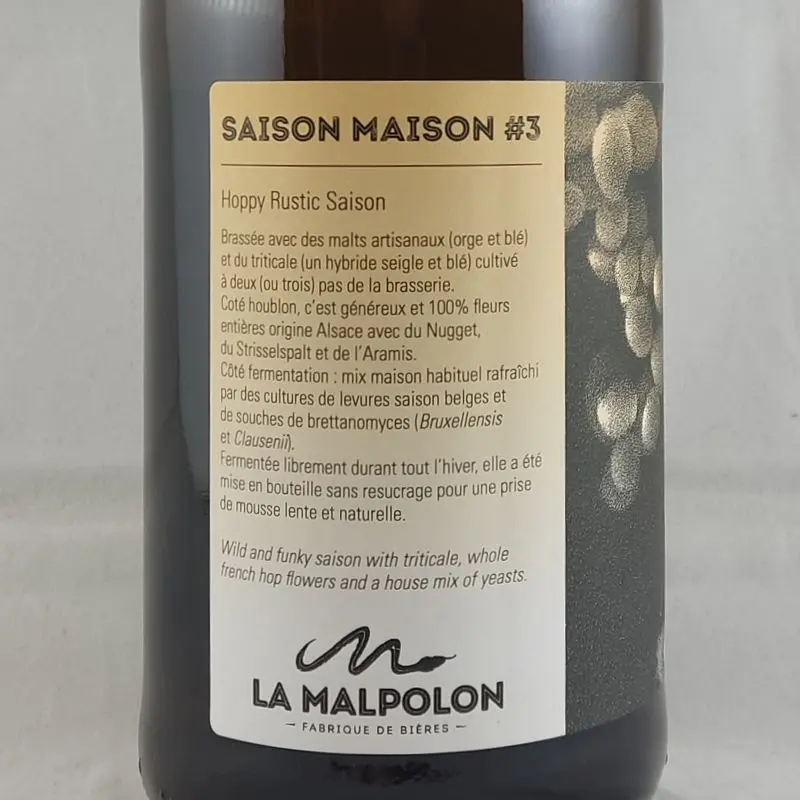 SAISON MAISON #3
Hoppy Rustic Saison
Brassée avec des malts artisanaux (orge et blé)
et du triticale (un hybride seigle et blé) cultivé
à deux (ou trois) pas de la brasserie.
Coté houblon, c'est généreux et 100% fleurs
entières origine Alsace avec du Nugget,
du Strisselspalt et de l'Aramis.
Côté fermentation : mix maison habituel rafraîchi
par des cultures de levures saison belges et
de souches de brettanomyces (Bruxellensis
et Clausenii).
Fermentée librement durant tout l'hiver, elle a été
mise en bouteille sans resucrage pour une prise
de mousse lente et naturelle.
Wild and funky saison with triticale, whole
french hop flowers and a house mix of yeasts.
LA MALPOLON
FABRIQUE DE BIÈRES